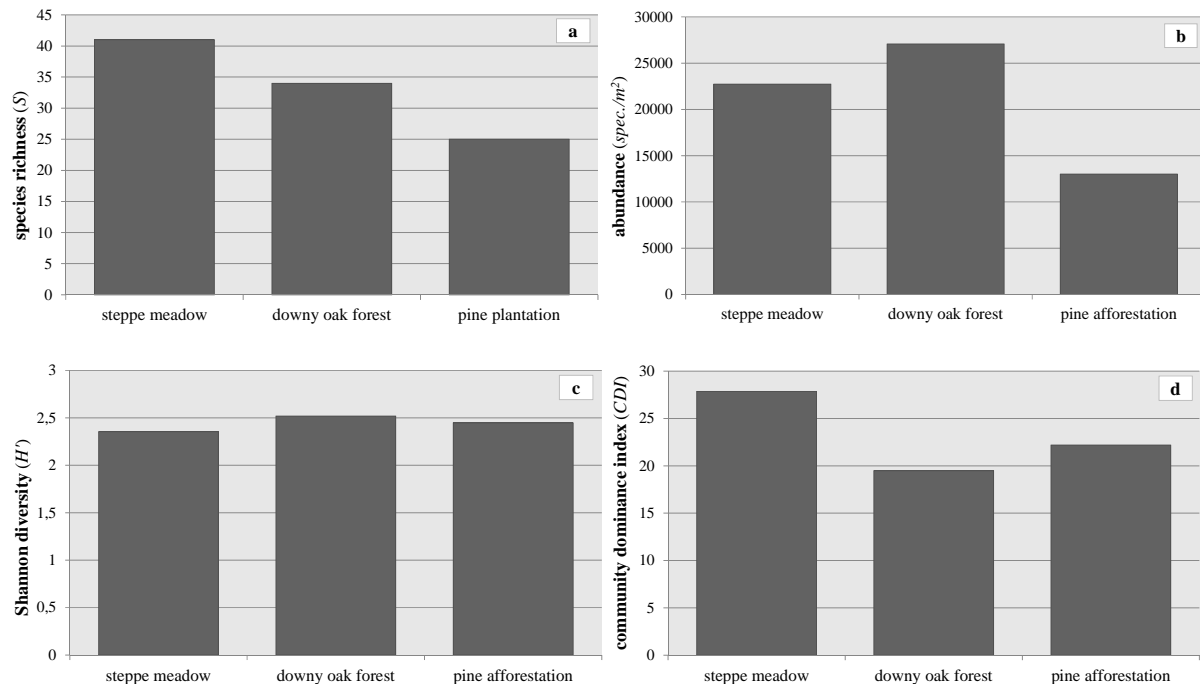 a
species richness (S)
45
40
35
30
25
20
15
10
5
0
steppe meadow downy oak forest pine plantation
b
abundance (spec./m²)
30000
25000
20000
15000
10000
5000
0
steppe meadow downy oak forest pine afforestation
c
Shannon diversity (H')
3
2,5
2
1,5
1
0,5
0
steppe meadow downy oak forest pine afforestation
d
community dominance index (CDI)
30
25
20
15
10
5
0
steppe meadow downy oak forest pine afforestation